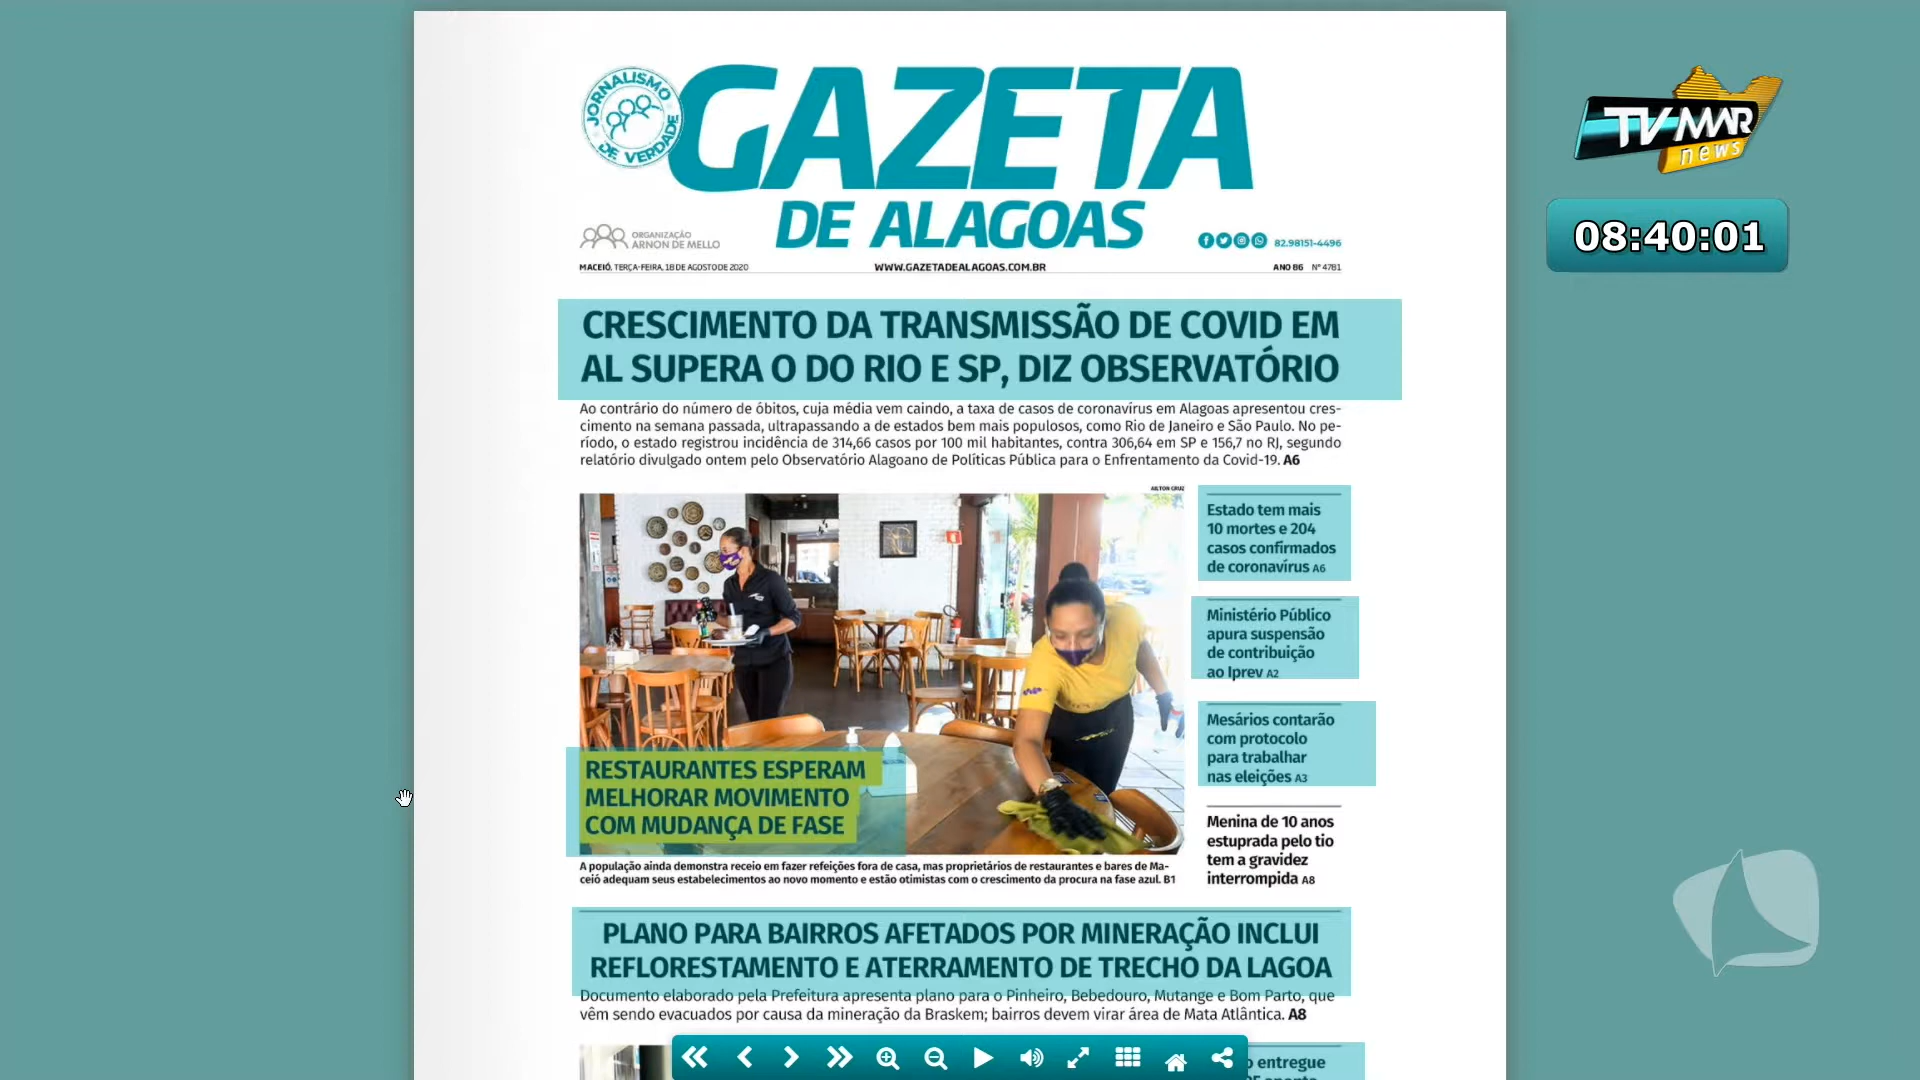 JORNALISMO
DE VERDADE
GAZETA
DE ALAGOAS
ORGANIZAÇÃO
ARNON DE MELLO
82.98151-4496
MACEIÓ, TERÇA-FEIRA, 18 DE AGOSTO DE 2020
WWW.GAZETADEALAGOAS.COM.BR
ANO 86 Nº 4781
TV MAR
news
08:40:01
CRESCIMENTO DA TRANSMISSÃO DE COVID EM
AL SUPERA O DO RIO E SP, DIZ OBSERVATÓRIO
Ao contrário do número de óbitos, cuja média vem caindo, a taxa de casos de coronavírus em Alagoas apresentou cres-
cimento na semana passada, ultrapassando a de estados bem mais populosos, como Rio de Janeiro e São Paulo. No pe-
ríodo, o estado registrou incidência de 314,66 casos por 100 mil habitantes, contra 306,64 em SP e 156,7 no RJ, segundo
relatório divulgado ontem pelo Observatório Alagoano de Políticas Pública para o Enfrentamento da Covid-19. A6
AILTON CRUZ
RESTAURANTES ESPERAM
MELHORAR MOVIMENTO
COM MUDANÇA DE FASE
A população ainda demonstra receio em fazer refeições fora de casa, mas proprietários de restaurantes e bares de Ma-
ceió adequam seus estabelecimentos ao novo momento e estão otimistas com o crescimento da procura na fase azul. B1
Estado tem mais
10 mortes e 204
casos confirmados
de coronavírus A6
Ministério Público
apura suspensão
de contribuição
ao Iprev A2
Mesários contarão
com protocolo
para trabalhar
nas eleições A3
Menina de 10 anos
estuprada pelo tio
tem a gravidez
interrompida A8
PLANO PARA BAIRROS AFETADOS POR MINERAÇÃO INCLUI
REFLORESTAMENTO E ATERRAMENTO DE TRECHO DA LAGOA
Documento elaborado pela Prefeitura apresenta plano para o Pinheiro, Bebedouro, Mutange e Bom Parto, que
vêm sendo evacuados por causa da mineração da Braskem; bairros devem virar área de Mata Atlântica. A8
entregue